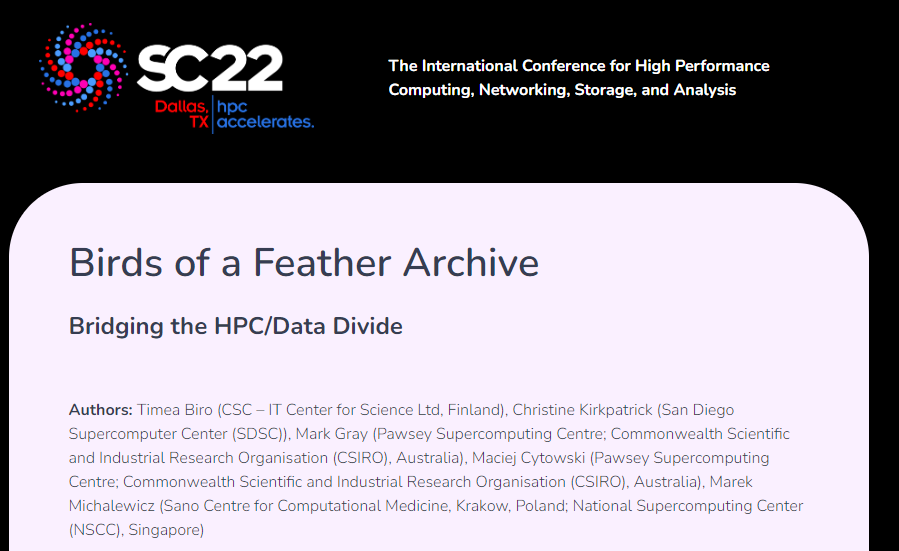 SC22
Dallas, TX
hpc accelerates.
The International Conference for High Performance
Computing, Networking, Storage, and Analysis
Birds of a Feather Archive
Bridging the HPC/Data Divide
Authors: Timea Biro (CSC – IT Center for Science Ltd, Finland), Christine Kirkpatrick (San Diego
Supercomputer Center (SDSC)), Mark Gray (Pawsey Supercomputing Centre; Commonwealth Scientific
and Industrial Research Organisation (CSIRO), Australia), Maciej Cytowski (Pawsey Supercomputing
Centre; Commonwealth Scientific and Industrial Research Organisation (CSIRO), Australia), Marek
Michalewicz (Sano Centre for Computational Medicine, Krakow, Poland; National Supercomputing Center
(NSCC), Singapore)